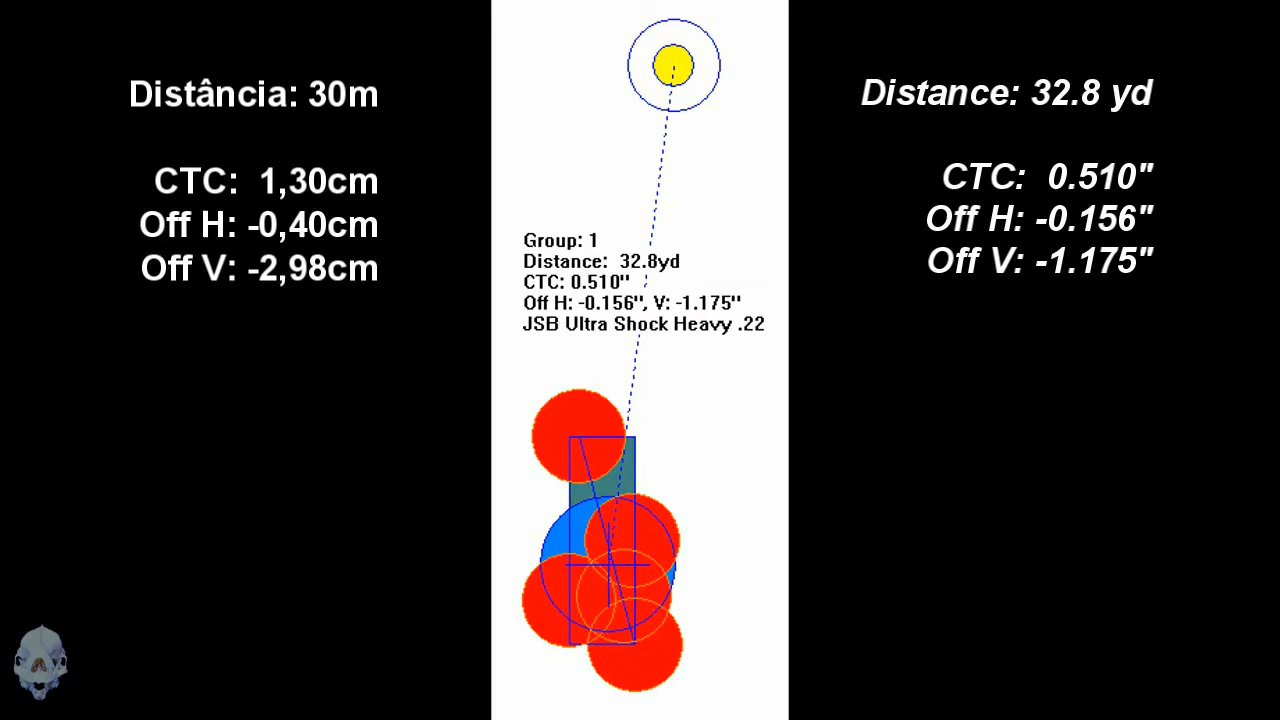 Distância: 30m
CTC: 1,30cm
Off H: -0,40cm
Off V: -2,98cm
Group: 1
Distance: 32.8yd
CTC: 0.510"
Off H: -0.156", V: -1.175"
JSB Ultra Shock Heavy .22
Distance: 32.8 yd
CTC: 0.510"
Off H: -0.156"
Off V: -1.175"